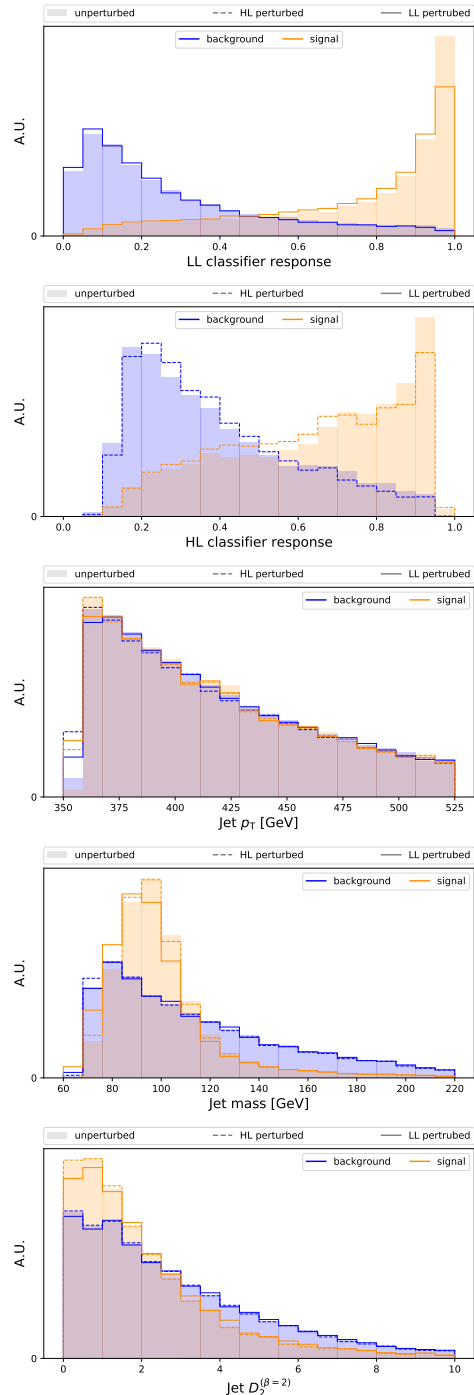 unperturbed HL perturbed LL pertrubed
background signal
A.U.
0
0.0 0.2 0.4 0.6 0.8 1.0
LL classifier response
unperturbed HL perturbed LL pertrubed
background signal
A.U.
0
0.0 0.2 0.4 0.6 0.8 1.0
HL classifier response
unperturbed HL perturbed LL pertrubed
background signal
A.U.
0
350 375 400 425 450 475 500 525
Jet p_T [GeV]
unperturbed HL perturbed LL pertrubed
background signal
A.U.
0
60 80 100 120 140 160 180 200 220
Jet mass [GeV]
unperturbed HL perturbed LL pertrubed
background signal
A.U.
0
0 2 4 6 8 10
Jet D_2^(β=2)